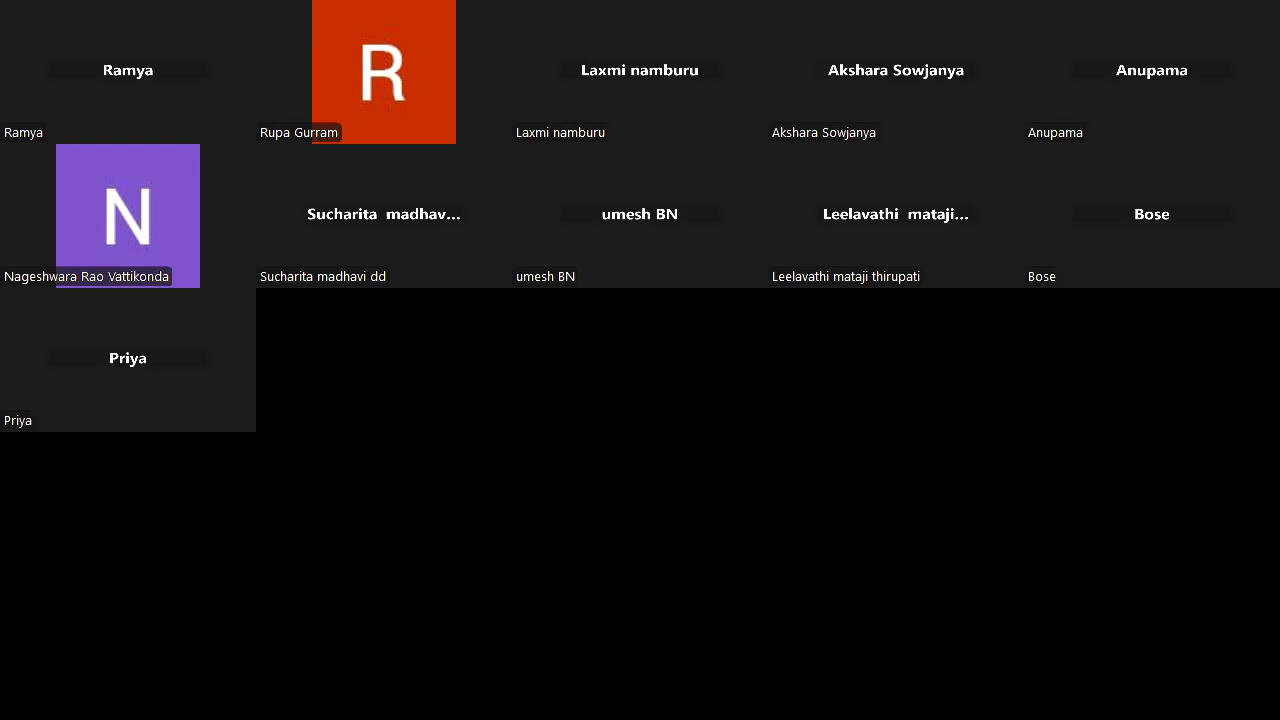 Ramya
Ramya
R
Rupa Gurram
Laxmi namburu
Laxmi namburu
Akshara Sowjanya
Akshara Sowjanya
Anupama
Anupama
N
Nageshwara Rao Vattikonda
Sucharita  madhav...
Sucharita madhavi dd
umesh BN
umesh BN
Leelavathi  mataji...
Leelavathi mataji thirupati
Bose
Bose
Priya
Priya